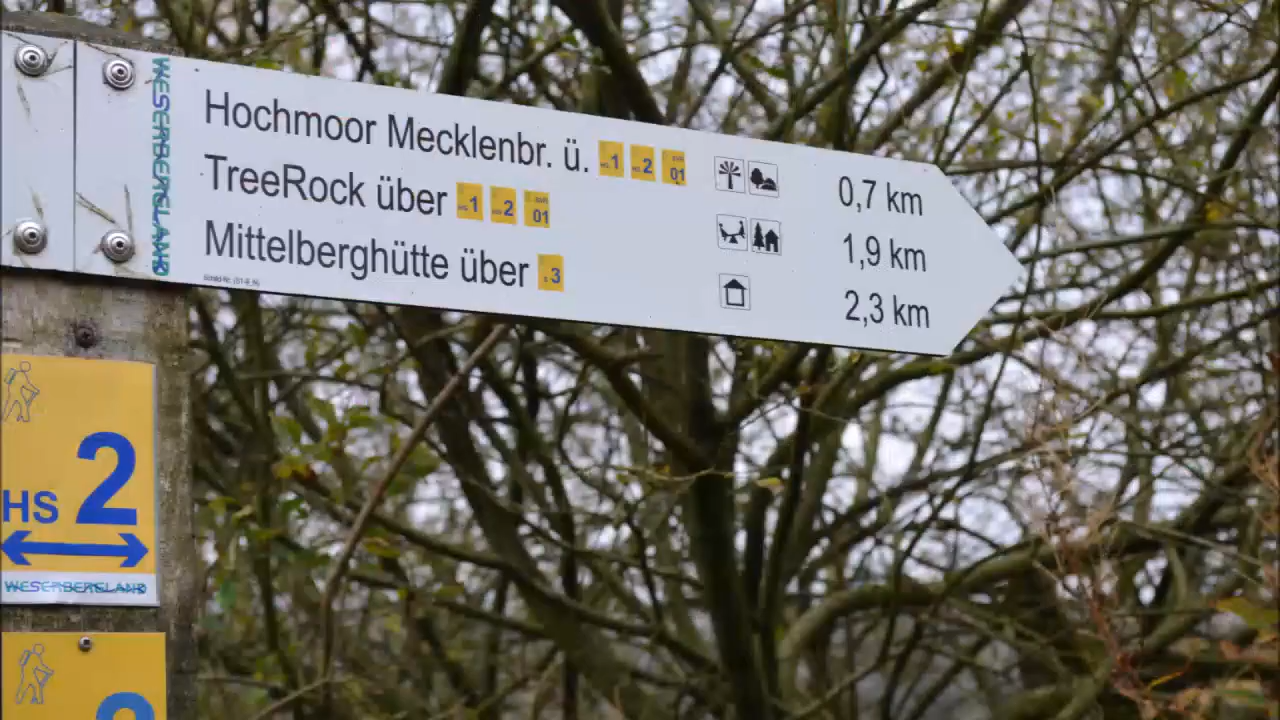 WESERBERGLAND
Hochmoor Mecklenbr. ü. 1 2 01 0,7 km
TreeRock über 1 2 01 1,9 km
Mittelberghütte über 3 2,3 km
HS 2
WESERBERGLAND